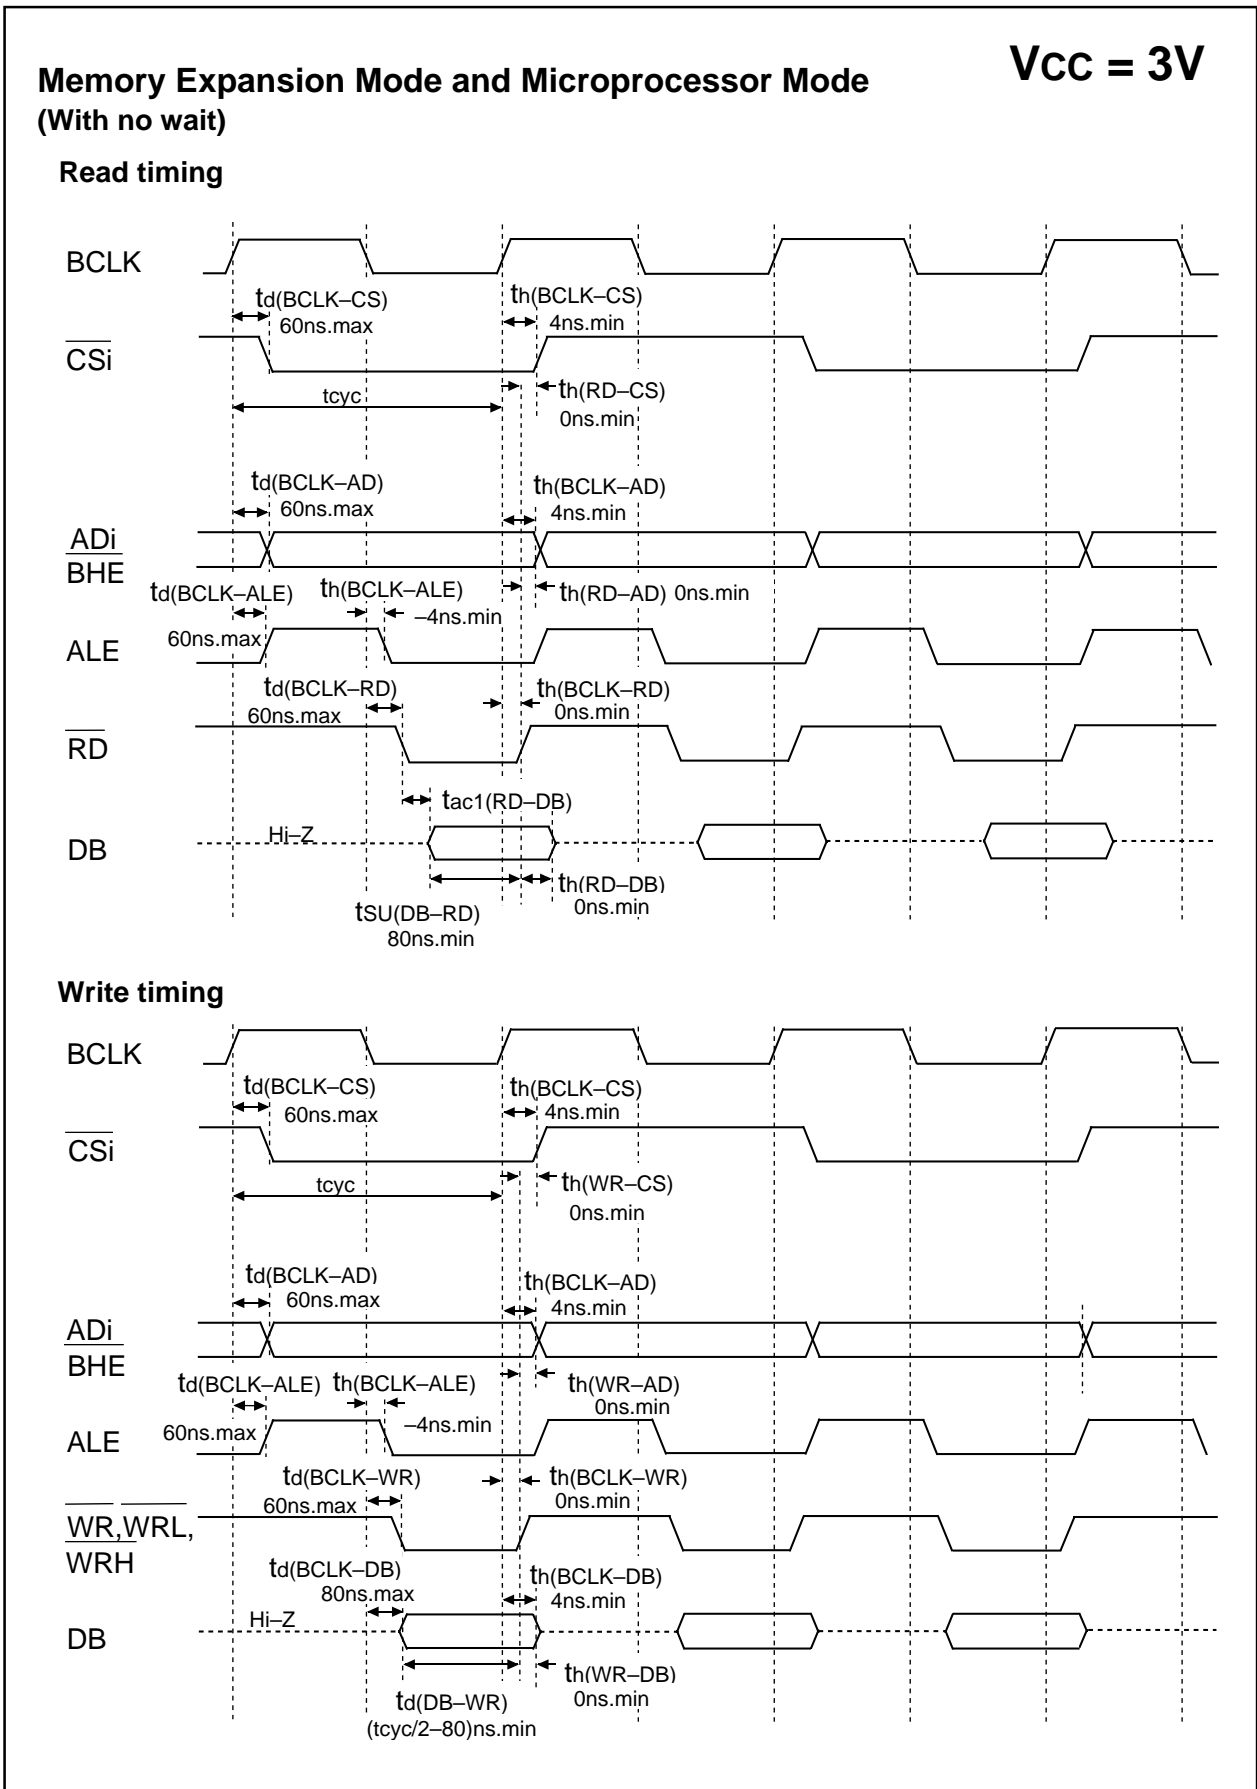 VCC = 3V
Memory Expansion Mode and Microprocessor Mode
(With no wait)
Read timing
BCLK
td(BCLK–CS)
60ns.max
th(BCLK–CS)
4ns.min
CSi
tcyc
th(RD–CS)
0ns.min
td(BCLK–AD)
60ns.max
th(BCLK–AD)
4ns.min
ADi
BHE
td(BCLK–ALE)
60ns.max
th(BCLK–ALE)
–4ns.min
th(RD–AD) 0ns.min
ALE
td(BCLK–RD)
60ns.max
th(BCLK–RD)
0ns.min
RD
tac1(RD–DB)
DB
Hi–Z
th(RD–DB)
0ns.min
tSU(DB–RD)
80ns.min
Write timing
BCLK
td(BCLK–CS)
60ns.max
th(BCLK–CS)
4ns.min
CSi
tcyc
th(WR–CS)
0ns.min
td(BCLK–AD)
60ns.max
th(BCLK–AD)
4ns.min
ADi
BHE
td(BCLK–ALE)
60ns.max
th(BCLK–ALE)
–4ns.min
th(WR–AD)
0ns.min
ALE
td(BCLK–WR)
60ns.max
th(BCLK–WR)
0ns.min
WR,WRL,
WRH
td(BCLK–DB)
80ns.max
th(BCLK–DB)
4ns.min
DB
Hi–Z
th(WR–DB)
0ns.min
td(DB–WR)
(tcyc/2–80)ns.min